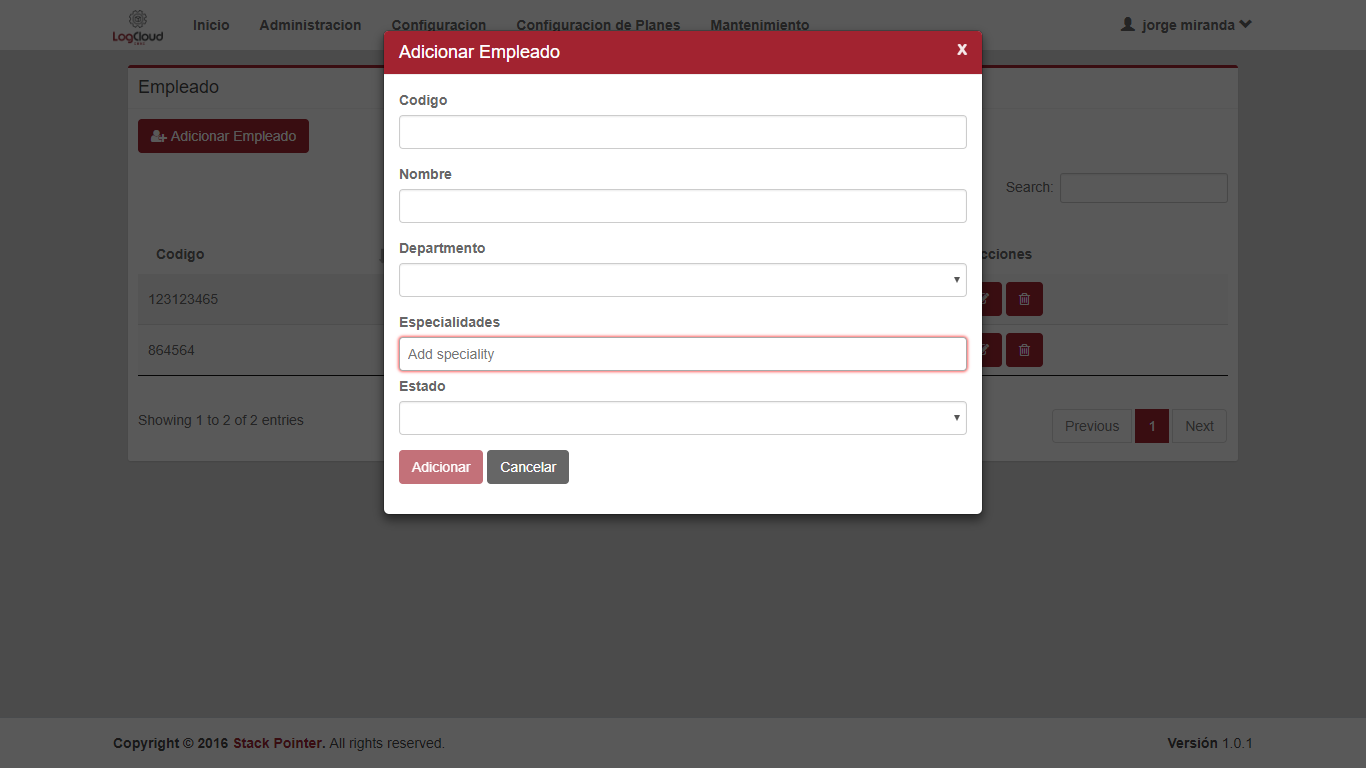 Inicio Administracion Configuracion Configuracion de Planes Mantenimiento jorge miranda
LogCloud
Adicionar Empleado x
Empleado
Adicionar Empleado
Codigo
Nombre
Search:
Departmento
Codigo
cciones
123123465
Especialidades
Add speciality
864564
Estado
Showing 1 to 2 of 2 entries
Previous 1 Next
Adicionar Cancelar
Copyright © 2016 Stack Pointer. All rights reserved.
Versión 1.0.1